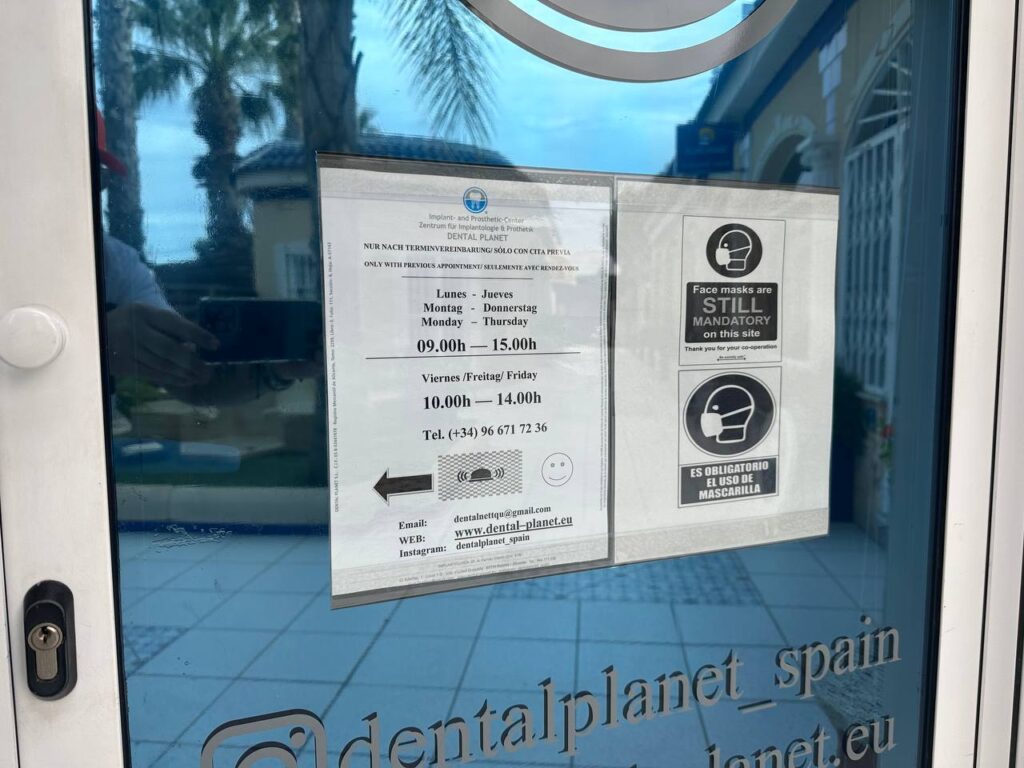 Implant- and Prosthetic-Center
Zentrum für Implantologie & Prothetik
DENTAL PLANET
NUR NACH TERMINVEREINBARUNG/ SÓLO CON CITA PREVIA
ONLY WITH PREVIOUS APPOINTMENT/ SEULEMENTE AVEC RENDEZ-VOUS
Lunes - Jueves
Montag - Donnerstag
Monday – Thursday
09.00h — 15.00h
Viernes /Freitag/ Friday
10.00h — 14.00h
Tel. (+34) 96 671 72 36
Email: dentalnettqu@gmail.com
WEB: www.dental–planet.eu
Instagram: dentalplanet_spain
Face masks are
STILL
MANDATORY
on this site
Thank you for your co-operation
ES OBLIGATORIO
EL USO DE
MASCARILLA
dentalplanet_spain
planet.eu